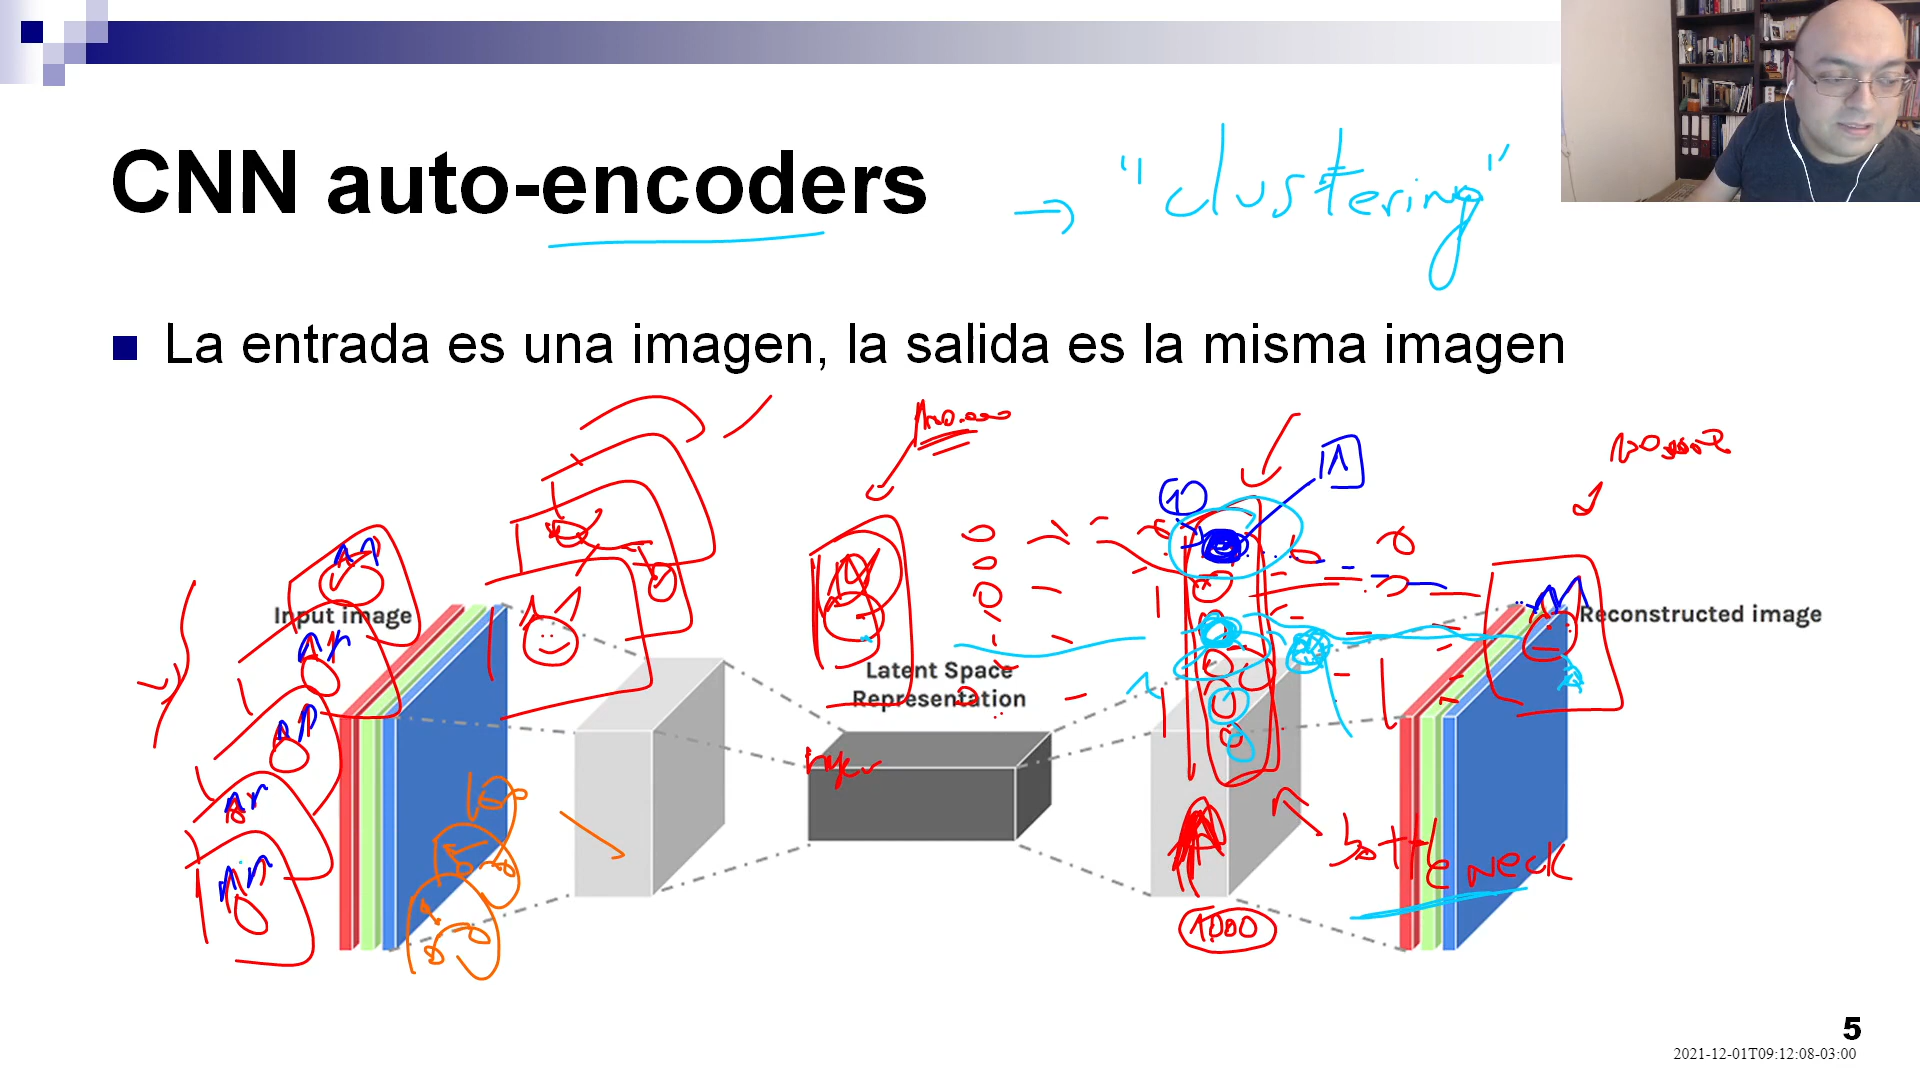 CNN auto-encoders
→ "clustering"
La entrada es una imagen, la salida es la misma imagen
1
Input image
Reconstructed image
Latent Space
Representation
bottle neck
1000
5
2021-12-01T09:12:08-03:00